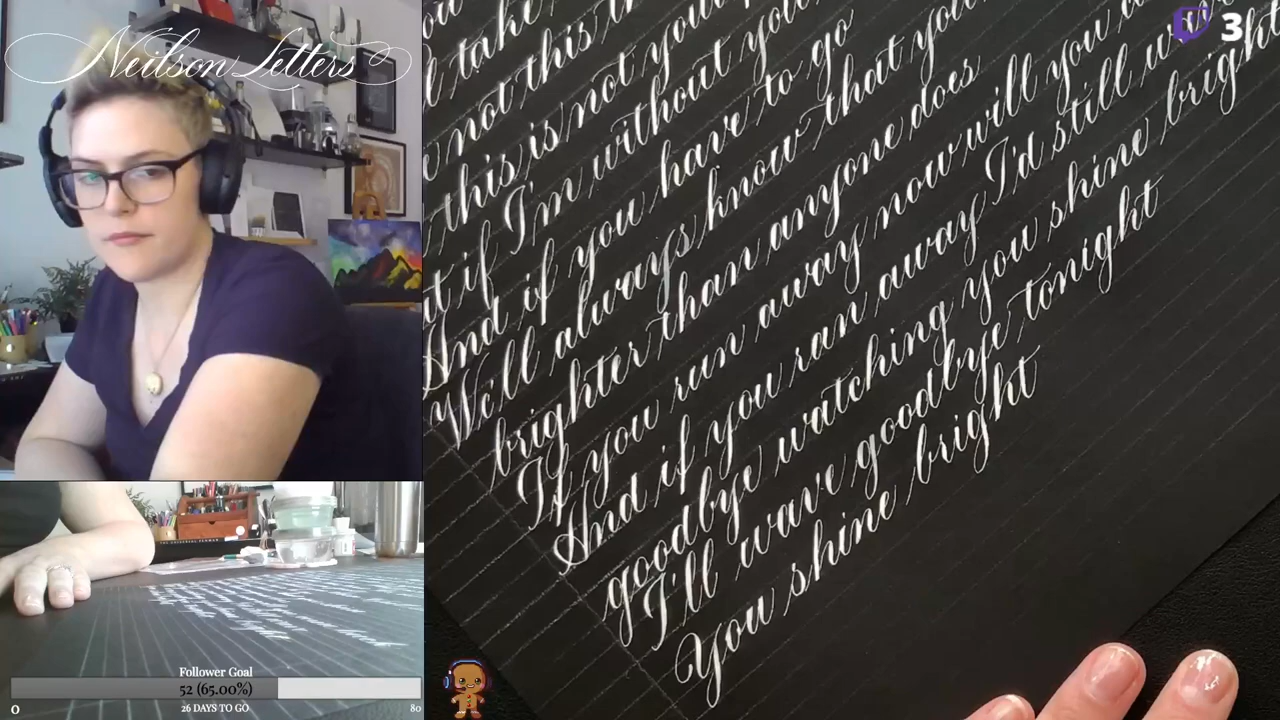 Neilson Letters
3
take
not this
this is not your
if I'm without you
And if you have to go
We'll always know that you
brighter than anyone does
If you run away now will you
And if you ran away I'd still
goodbye watching you shine bright
I'll wave goodbye tonight
You shine bright
Follower Goal
52 (65.00%)
0 26 DAYS TO GO 80